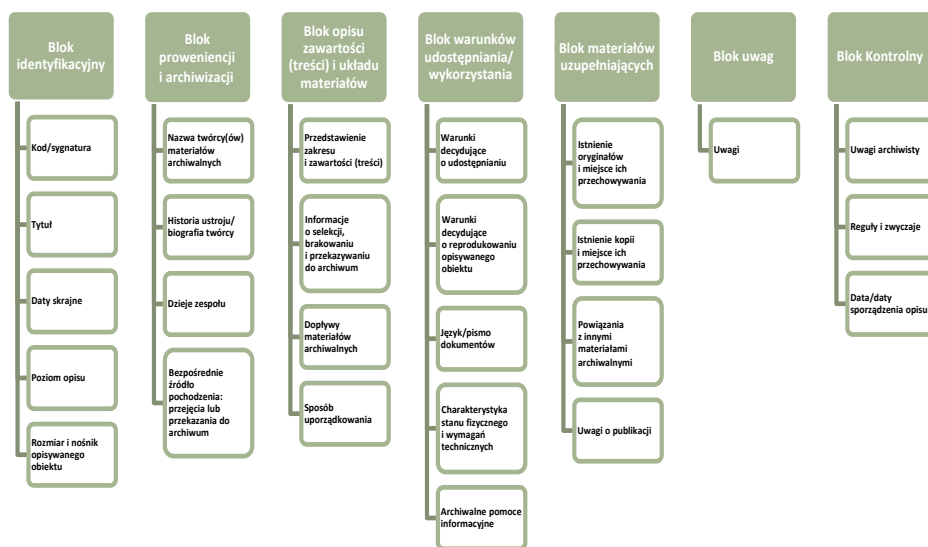 Blok
identyfikacyjny
Kod/sygnatura
Tytuł
Daty skrajne
Poziom opisu
Rozmiar i nośnik
opisywanego
obiektu
Blok
proweniencji
i archiwizacji
Nazwa twórcy(ów)
materiałów
archiwalnych
Historia ustroju/
biografia twórcy
Dzieje zespołu
Bezpośrednie
źródło
pochodzenia:
przejęcia lub
przekazania do
archiwum
Blok opisu
zawartości
(treści) i układu
materiałów
Przedstawienie
zakresu
i zawartości (treści)
Informacje
o selekcji,
brakowaniu
i przekazywaniu
do archiwum
Dopływy
materiałów
archiwalnych
Sposób
uporządkowania
Blok warunków
udostępniania/
wykorzystania
Warunki
decydujące
o udostępnianiu
Warunki
decydujące
o reprodukowaniu
opisywanego
obiektu
Język/pismo
dokumentów
Charakterystyka
stanu fizycznego
i wymagań
technicznych
Archiwalne pomoce
informacyjne
Blok materiałów
uzupełniających
Istnienie
oryginałów
i miejsce ich
przechowywania
Istnienie kopii
i miejsce ich
przechowywania
Powiązania
z innymi
materiałami
archiwalnymi
Uwagi o publikacji
Blok uwag
Uwagi
Blok Kontrolny
Uwagi archiwisty
Reguły i zwyczaje
Data/daty
sporządzenia opisu